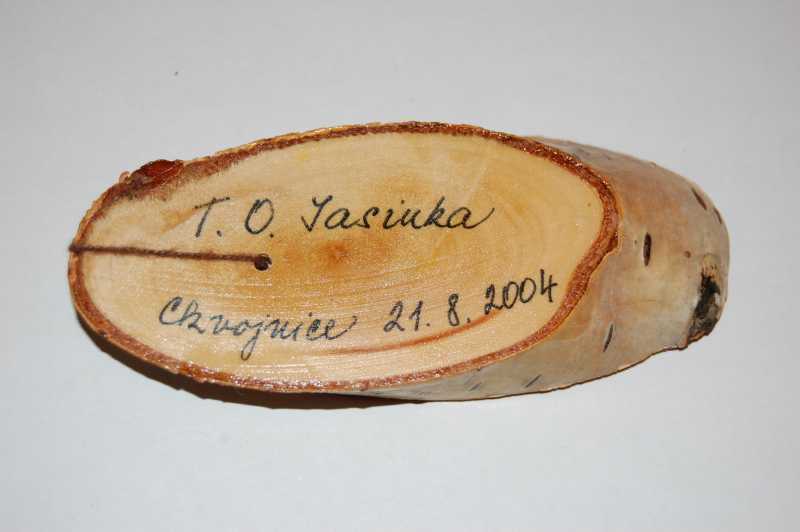 T. O. Jasinka
Chvojnice 21. 8. 2004